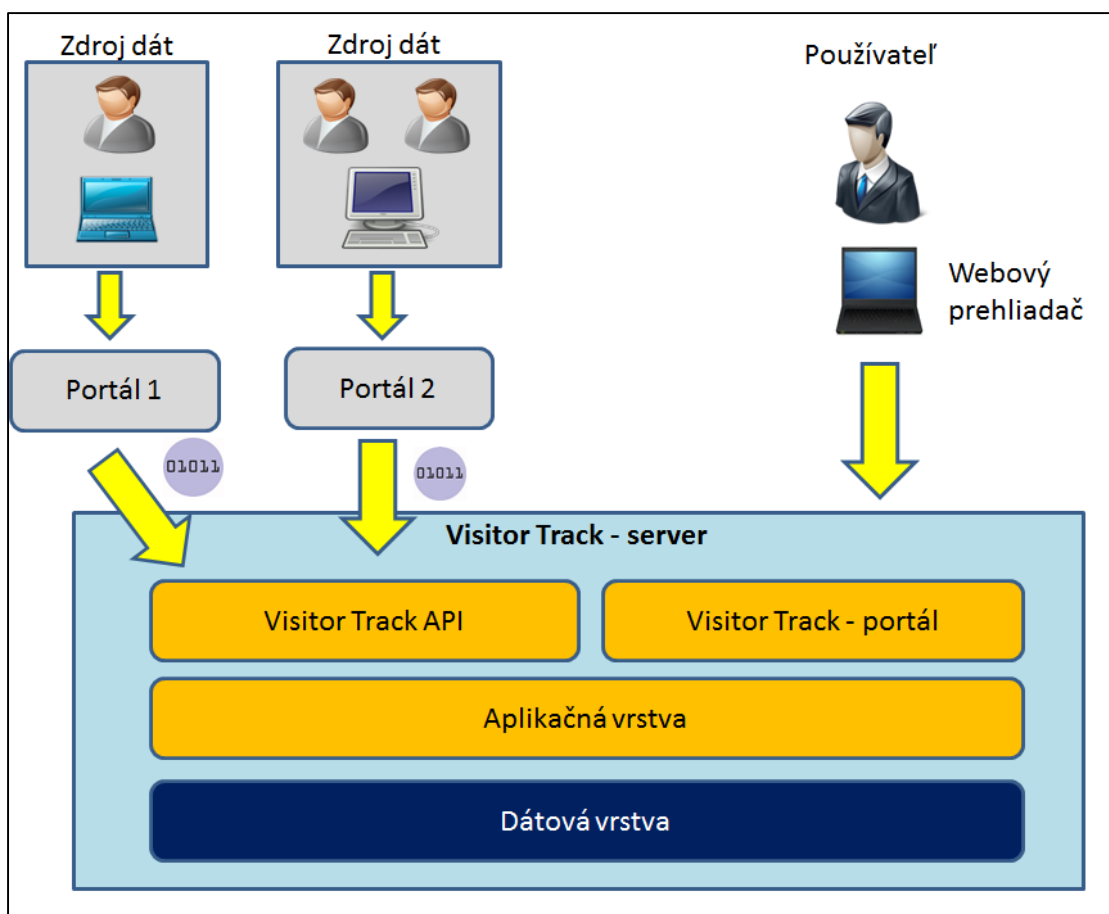 Zdroj dát
Zdroj dát
Používateľ
Webový
prehliadač
Portál 1
Portál 2
01011
01011
Visitor Track - server
Visitor Track API
Visitor Track - portál
Aplikačná vrstva
Dátová vrstva